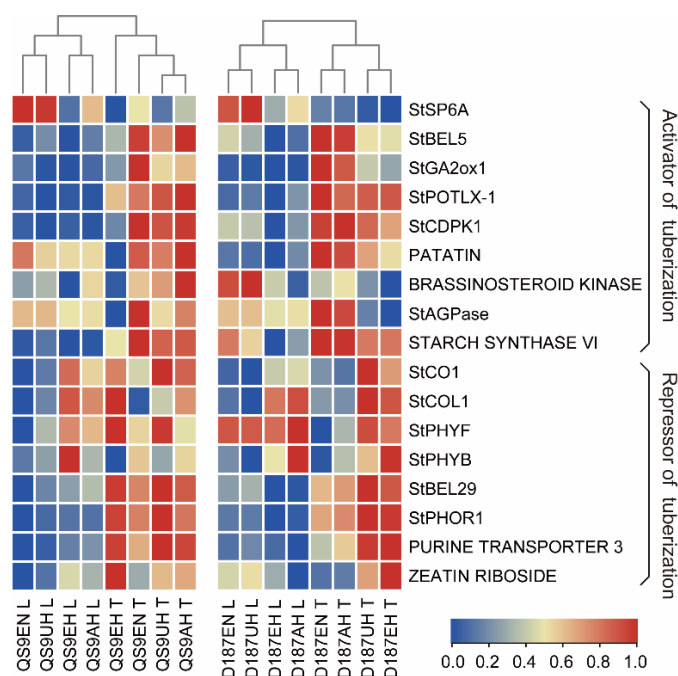 StSP6A
StBEL5
StGA2ox1
StPOTLX-1
StCDPK1
PATATIN
BRASSINOSTEROID KINASE
StAGPase
STARCH SYNTHASE VI
StCO1
StCOL1
StPHYF
StPHYB
StBEL29
StPHOR1
PURINE TRANSPORTER 3
ZEATIN RIBOSIDE
Activator of tuberization
Repressor of tuberization
QS9EN L
QS9UH L
QS9EH L
QS9AH L
QS9EH T
QS9EN T
QS9UH T
QS9AH T
D187EN L
D187UH L
D187EH L
D187AH L
D187EN T
D187AH T
D187UH T
D187EH T
0.0 0.2 0.4 0.6 0.8 1.0